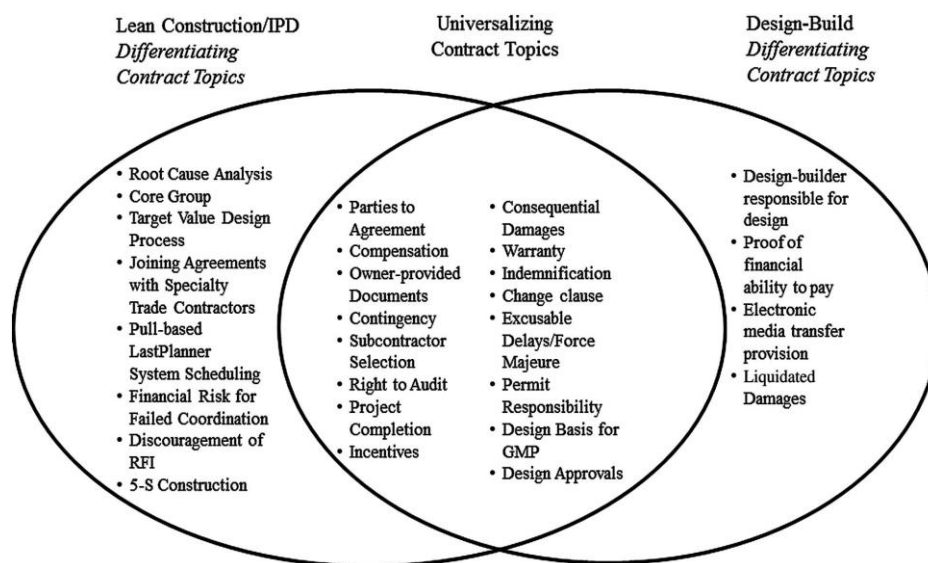 Lean Construction/IPD
Differentiating
Contract Topics
Universalizing
Contract Topics
Design-Build
Differentiating
Contract Topics
• Root Cause Analysis
• Core Group
• Target Value Design
Process
• Joining Agreements
with Specialty
Trade Contractors
• Pull-based
LastPlanner
System Scheduling
• Financial Risk for
Failed Coordination
• Discouragement of
RFI
• 5-S Construction
• Parties to
Agreement
• Compensation
• Owner-provided
Documents
• Contingency
• Subcontractor
Selection
• Right to Audit
• Project
Completion
• Incentives
• Consequential
Damages
• Warranty
• Indemnification
• Change clause
• Excusable
Delays/Force
Majeure
• Permit
Responsibility
• Design Basis for
GMP
• Design Approvals
• Design-builder
responsible for
design
• Proof of
financial
ability to pay
• Electronic
media transfer
provision
• Liquidated
Damages